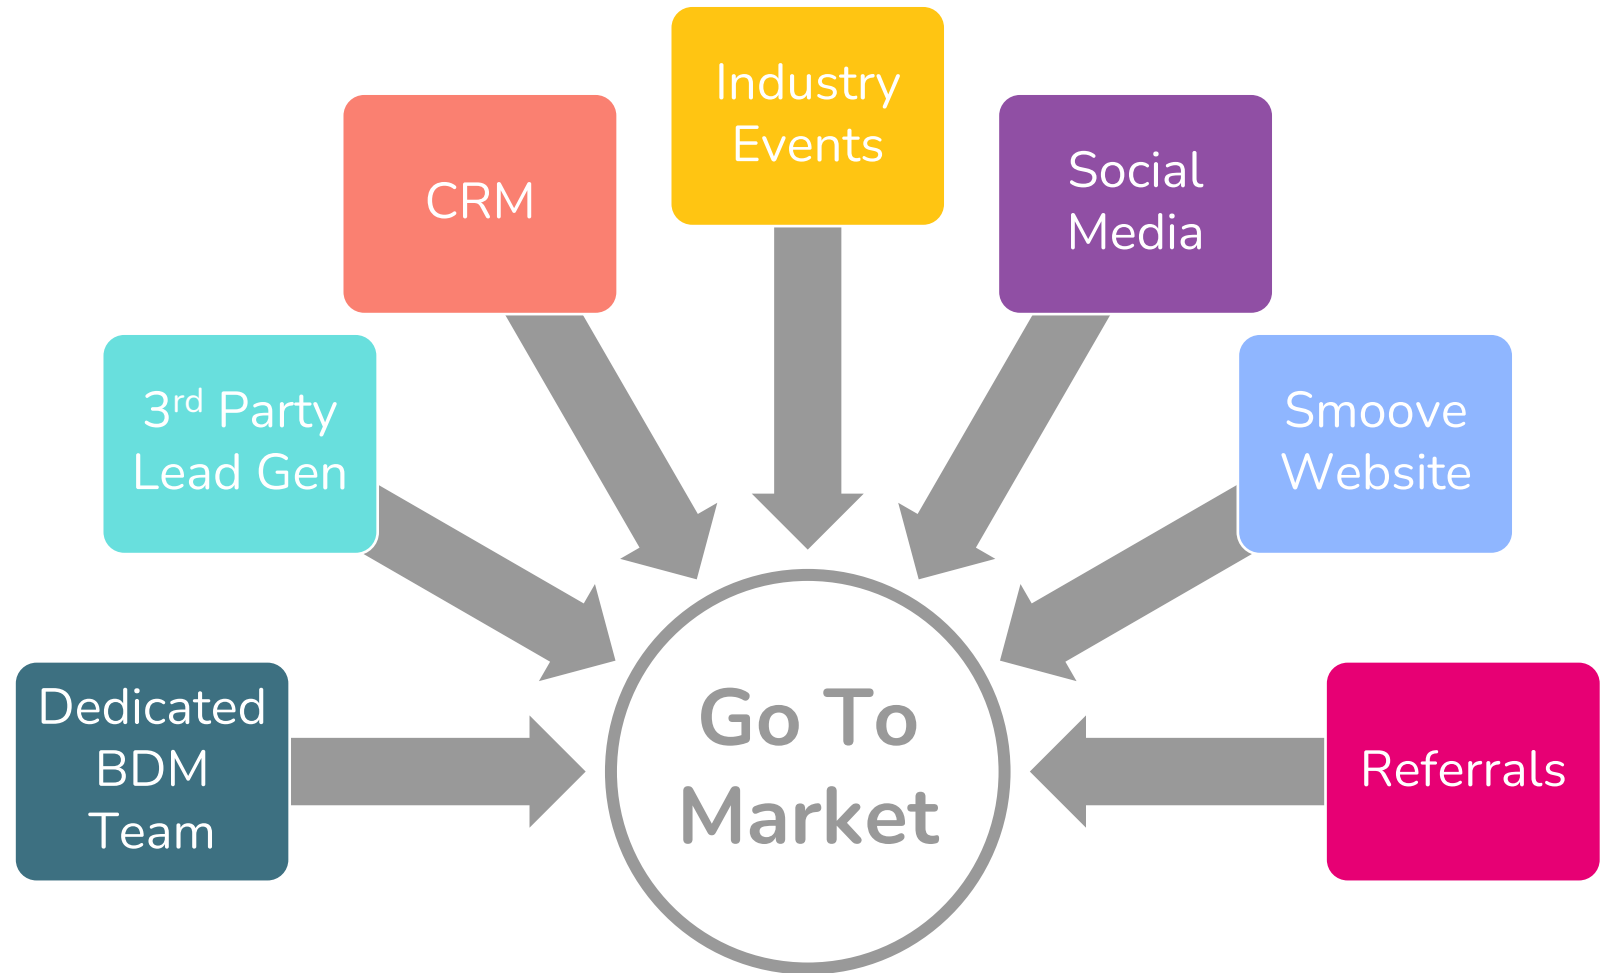 Industry
Events
CRM
Social
Media
3rd Party
Lead Gen
Smoove
Website
Dedicated
BDM
Team
Go To
Market
Referrals